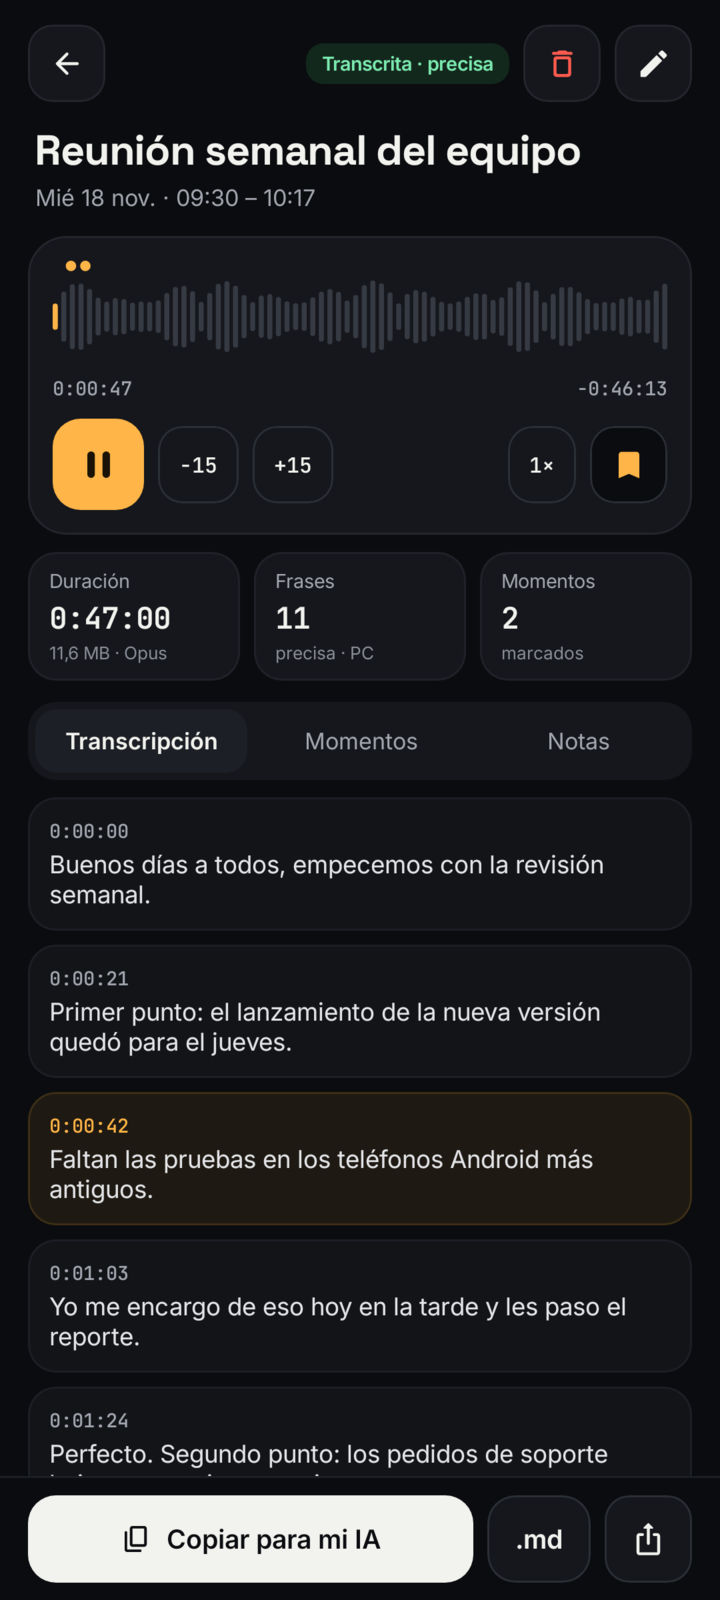 Transcrita · precisa
Reunión semanal del equipo
Mié 18 nov. · 09:30 – 10:17
0:00:47
-0:46:13
-15
+15
1×
Duración
0:47:00
11,6 MB · Opus
Frases
11
precisa · PC
Momentos
2
marcados
Transcripción
Momentos
Notas
0:00:00
Buenos días a todos, empecemos con la revisión
semanal.
0:00:21
Primer punto: el lanzamiento de la nueva versión
quedó para el jueves.
0:00:42
Faltan las pruebas en los teléfonos Android más
antiguos.
0:01:03
Yo me encargo de eso hoy en la tarde y les paso el
reporte.
0:01:24
Perfecto. Segundo punto: los pedidos de soporte
Copiar para mi IA
.md